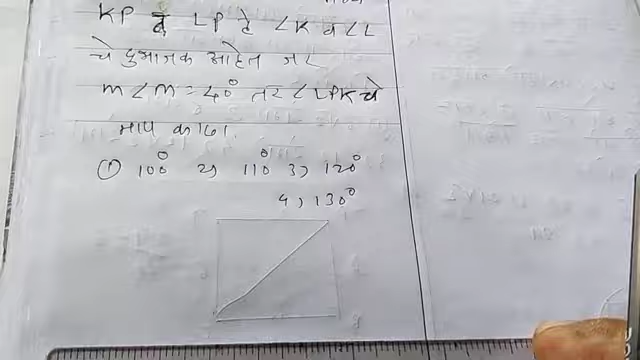 KP व LP हे ∠K व ∠L
चे दुभाजक आहेत जर
m∠m = 40° तर ∠LPK चे
माप काढा.
① 100° 2) 110° 3) 120°
4) 130°